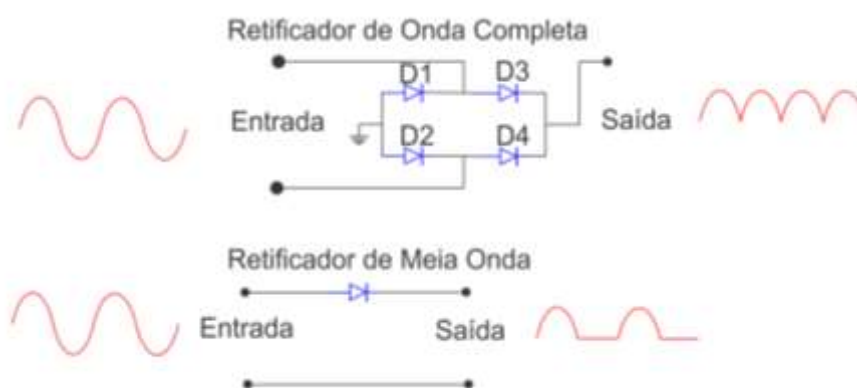 Retificador de Onda Completa
D1 D3
Entrada
Saída
D2 D4
Retificador de Meia Onda
Entrada Saída